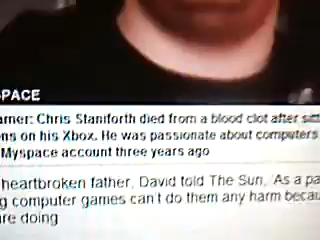 PACE
amer: Chris Staniforth died from a blood clot after sitt
ns on his Xbox. He was passionate about computers
Myspace account three years ago
heartbroken father, David told The Sun, 'As a pa
g computer games can't do them any harm becau
are doing